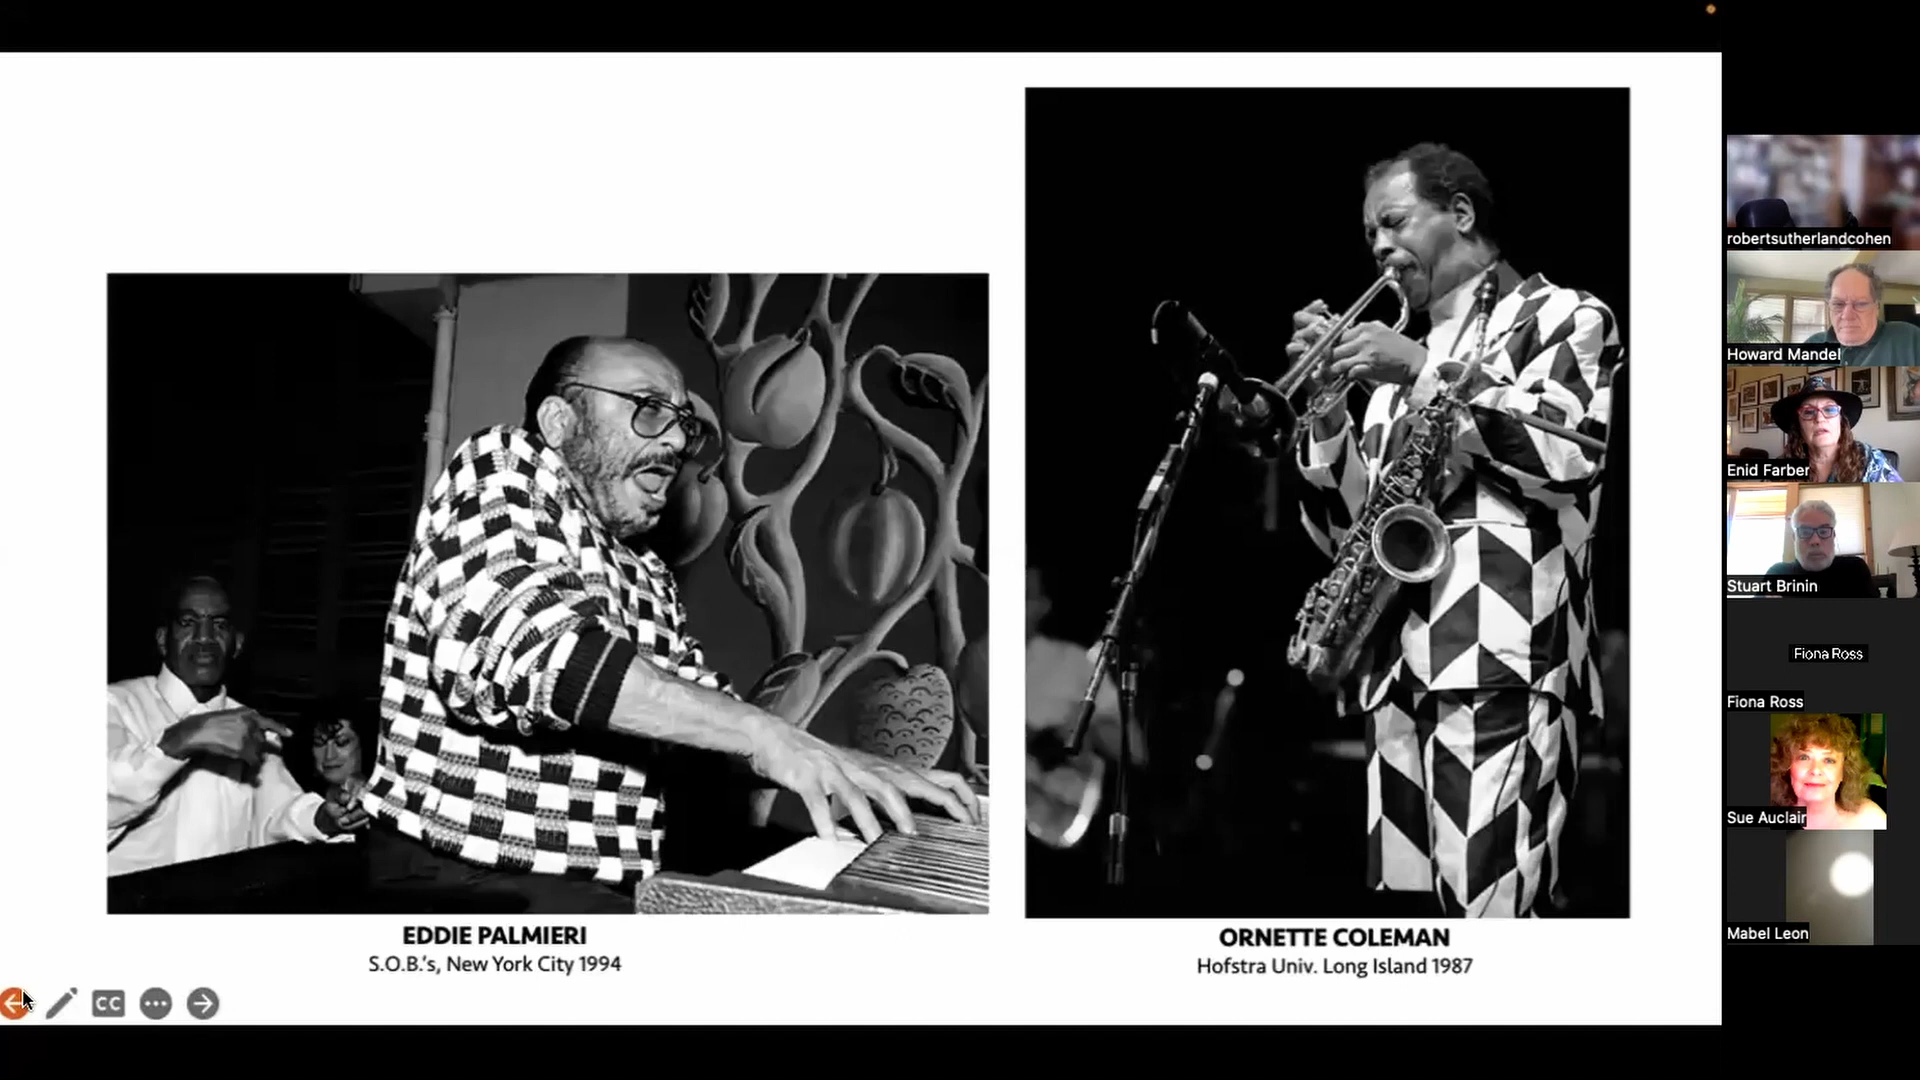 EDDIE PALMIERI
S.O.B.'s, New York City 1994
ORNETTE COLEMAN
Hofstra Univ. Long Island 1987
CC
robertsutherlandcohen
Howard Mandel
Enid Farber
Stuart Brinin
Fiona Ross
Fiona Ross
Sue Auclair
Mabel Leon